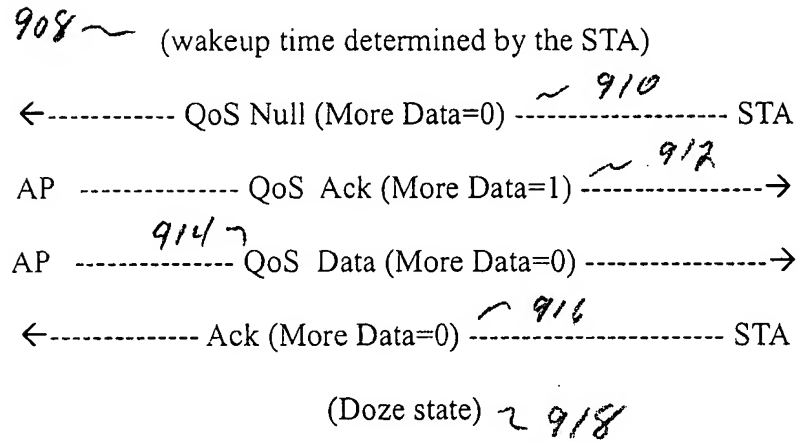 908 ~ (wakeup time determined by the STA)
~ 910
←------------ QoS Null (More Data=0) -------------------- STA
~ 912
AP --------------- QoS Ack (More Data=1) -----------------→
914 ~
AP --------------- QoS Data (More Data=0) -----------------→
~ 916
←-------------- Ack (More Data=0) ------------------------- STA
(Doze state) ~ 918